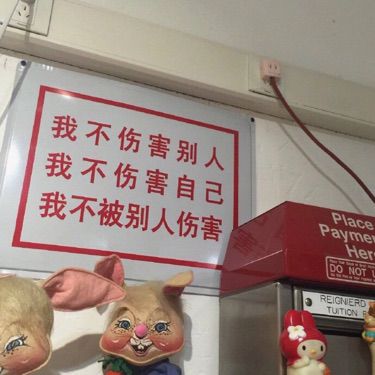 我不伤害别人
我不伤害自己
我不被别人伤害
Place
Payme
Her
DO NOT
REIGNIERD
TUITION